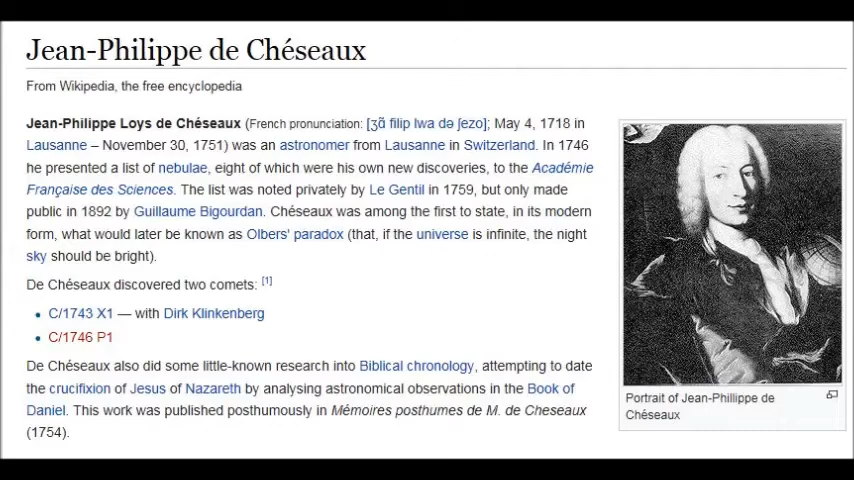 Jean-Philippe de Chéseaux
From Wikipedia, the free encyclopedia
Jean-Philippe Loys de Chéseaux (French pronunciation: [ʒɑ̃ filip lwa də ʃezo]; May 4, 1718 in
Lausanne – November 30, 1751) was an astronomer from Lausanne in Switzerland. In 1746
he presented a list of nebulae, eight of which were his own new discoveries, to the Académie
Française des Sciences. The list was noted privately by Le Gentil in 1759, but only made
public in 1892 by Guillaume Bigourdan. Chéseaux was among the first to state, in its modern
form, what would later be known as Olbers' paradox (that, if the universe is infinite, the night
sky should be bright).
De Chéseaux discovered two comets: [1]
• C/1743 X1 — with Dirk Klinkenberg
• C/1746 P1
De Chéseaux also did some little-known research into Biblical chronology, attempting to date
the crucifixion of Jesus of Nazareth by analysing astronomical observations in the Book of
Daniel. This work was published posthumously in Mémoires posthumes de M. de Cheseaux
(1754).
Portrait of Jean-Phillippe de
Chéseaux